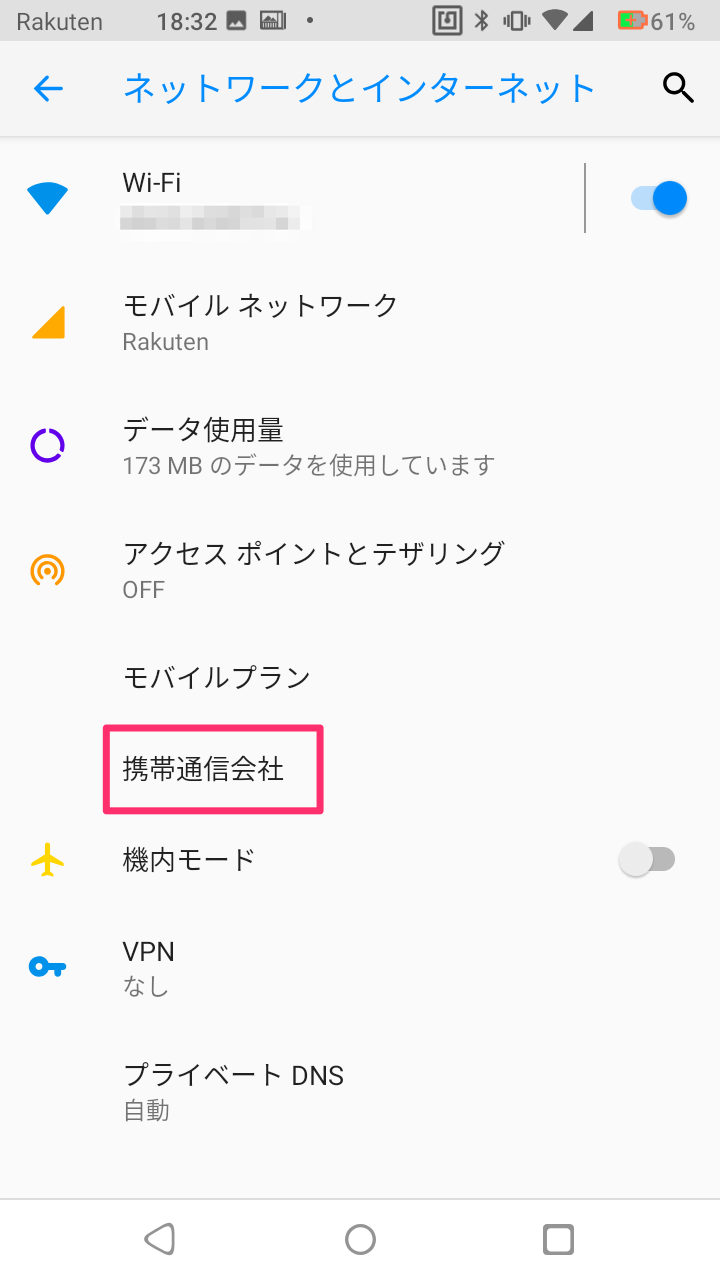 Rakuten 18:32 61%
ネットワークとインターネット
Wi-Fi
モバイル ネットワーク
Rakuten
データ使用量
173 MB のデータを使用しています
アクセス ポイントとテザリング
OFF
モバイルプラン
携帯通信会社
機内モード
VPN
なし
プライベート DNS
自動